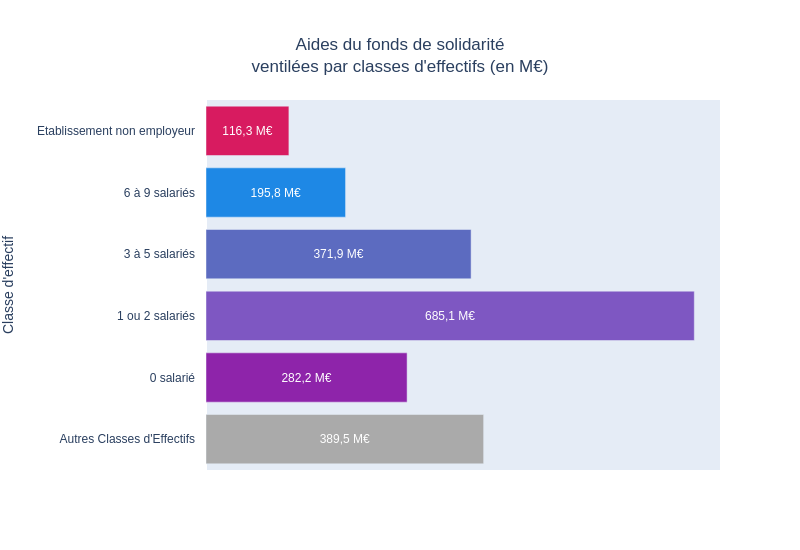 Aides du fonds de solidarité
ventilées par classes d'effectifs (en M€)
Classe d'effectif
Etablissement non employeur
116,3 M€
6 à 9 salariés
195,8 M€
3 à 5 salariés
371,9 M€
1 ou 2 salariés
685,1 M€
0 salarié
282,2 M€
Autres Classes d'Effectifs
389,5 M€